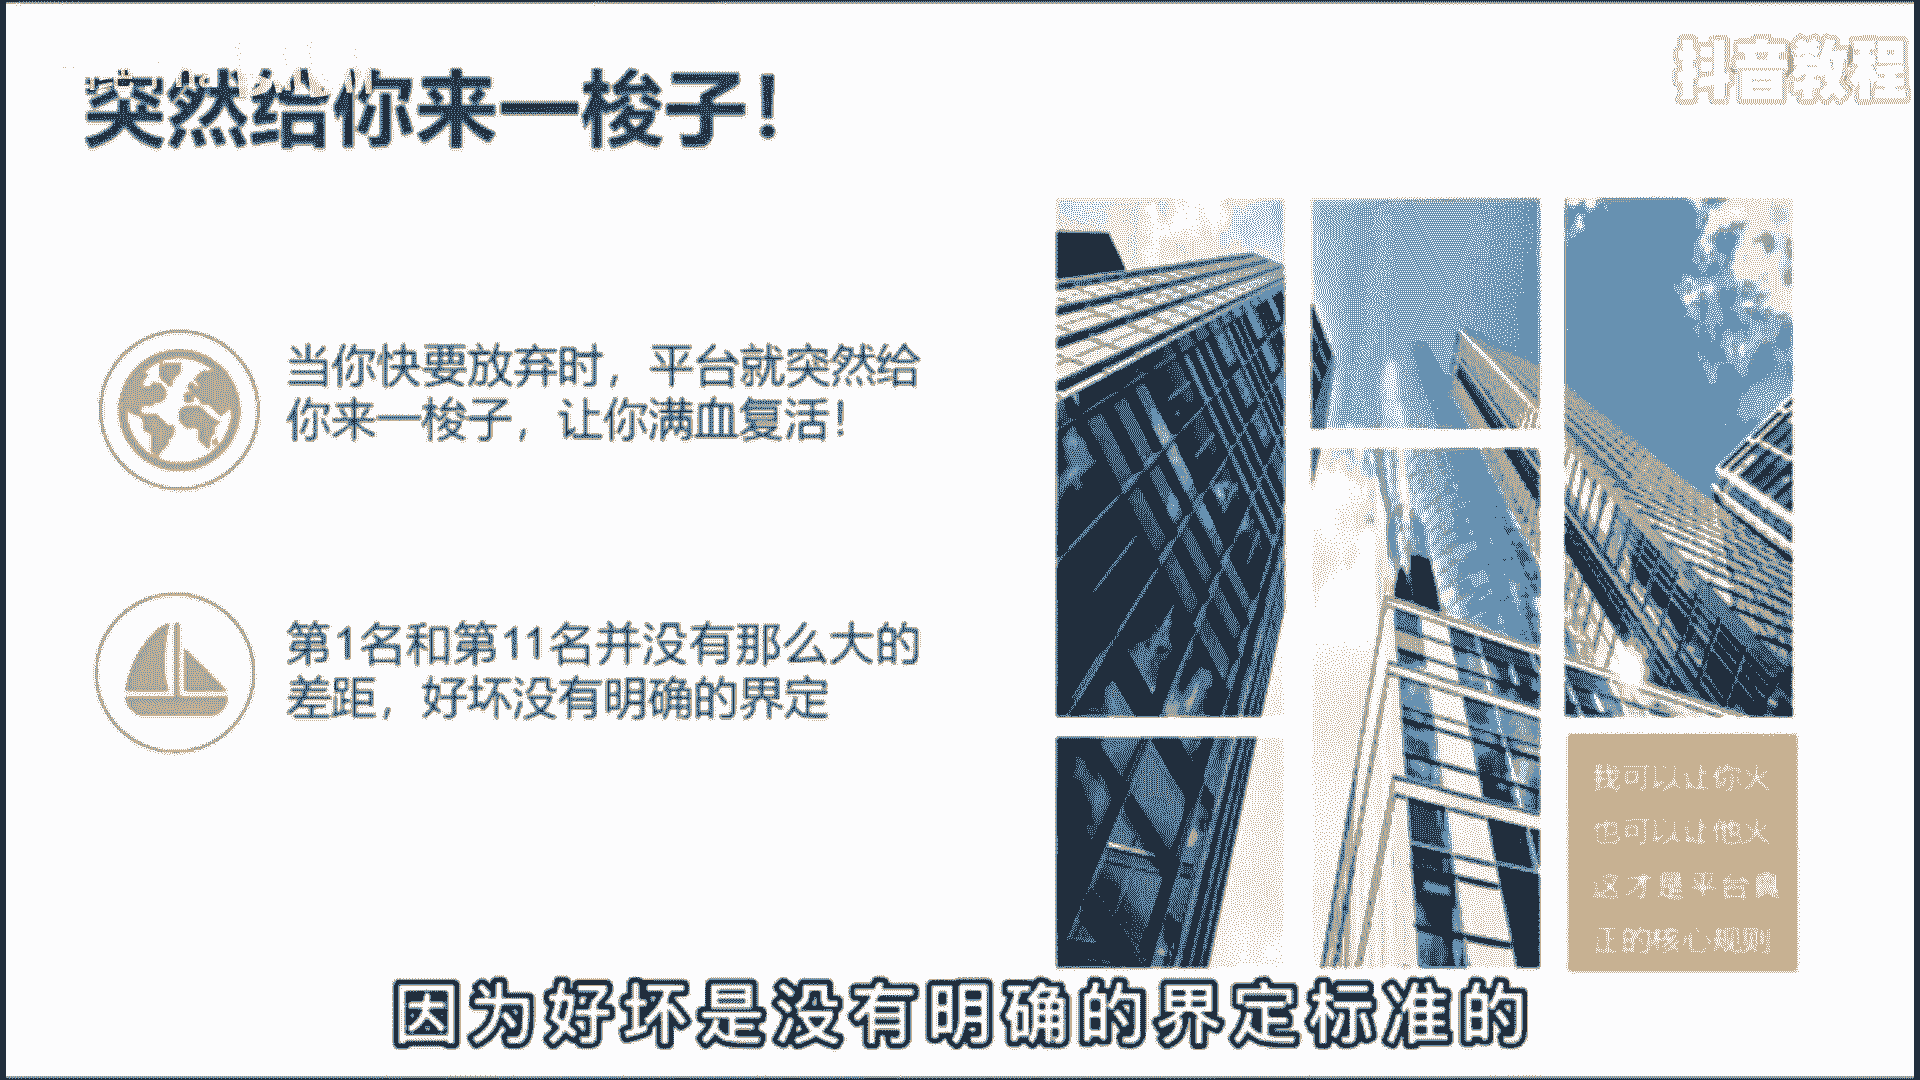 突然给你来一梭子！
抖音教程
当你快要放弃时，平台就突然给
你来一梭子，让你满血复活！
第1名和第11名并没有那么大的
差距，好坏没有明确的界定
我可以让你火
也可以让他火
这才是平台真
正的核心规则
因为好坏是没有明确的界定标准的